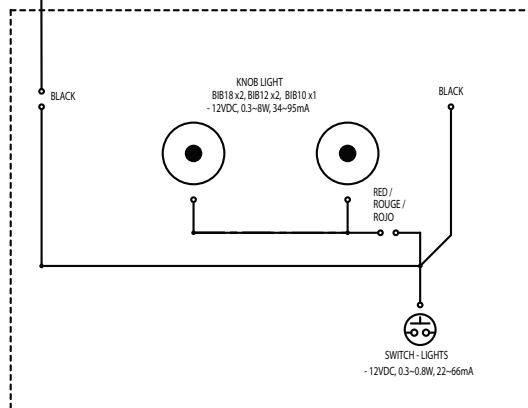 KNOB LIGHT
BIB18 x2, BIB12 x2, BIB10 x1
- 12VDC, 0.3~8W, 34~95mA
BLACK
BLACK
RED /
ROUGE /
ROJO
SWITCH - LIGHTS
- 12VDC, 0.3~0.8W, 22~66mA